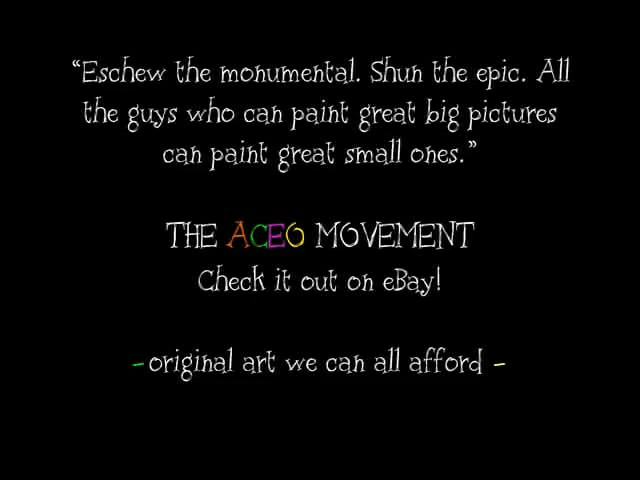 “Eschew the monumental. Shun the epic. All
the guys who can paint great big pictures
can paint great small ones.”
THE ACEO MOVEMENT
Check it out on eBay!
-original art we can all afford -